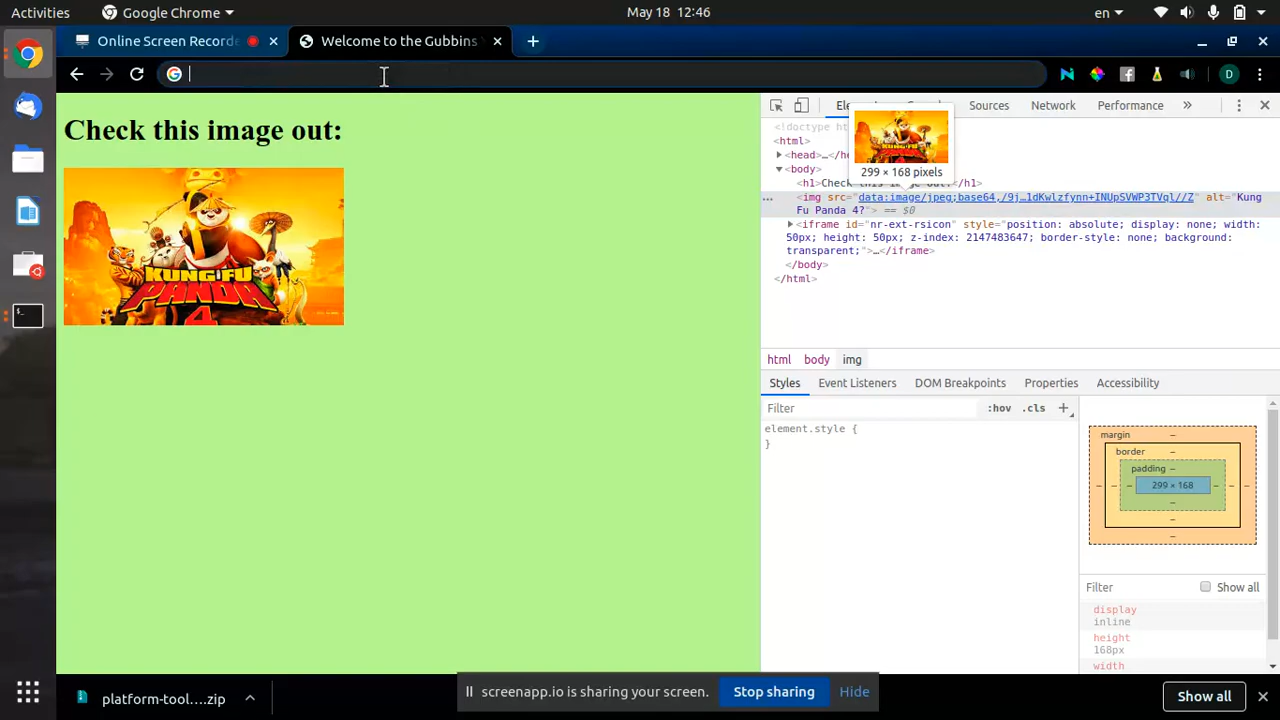 Activities
Google Chrome
May 18 12:46
en
Online Screen Recorde
Welcome to the Gubbins
Check this image out:
KUNG FU
PANDA
4
Sources
Network
Performance
»
299 × 168 pixels
<!doctype ht
<html>
<head>…</he
<body>
<h1>Check this image out:</h1>
… <img src="data:image/jpeg;base64,/9j…1dKwlzfynn+INUpSVWP3TVql//Z" alt="Kung
Fu Panda 4?"> == $0
<iframe id="nr-ext-rsicon" style="position: absolute; display: none; width:
50px; height: 50px; z-index: 2147483647; border-style: none; background:
transparent;">…</iframe>
</body>
</html>
html body img
Styles Event Listeners DOM Breakpoints Properties Accessibility
Filter
:hov .cls
element.style {
}
margin
–
border
–
padding
–
– – – 299 × 168 – – –
–
–
–
Filter
Show all
display
inline
height
168px
width
screenapp.io is sharing your screen.
Stop sharing
Hide
platform-tool….zip
Show all
D